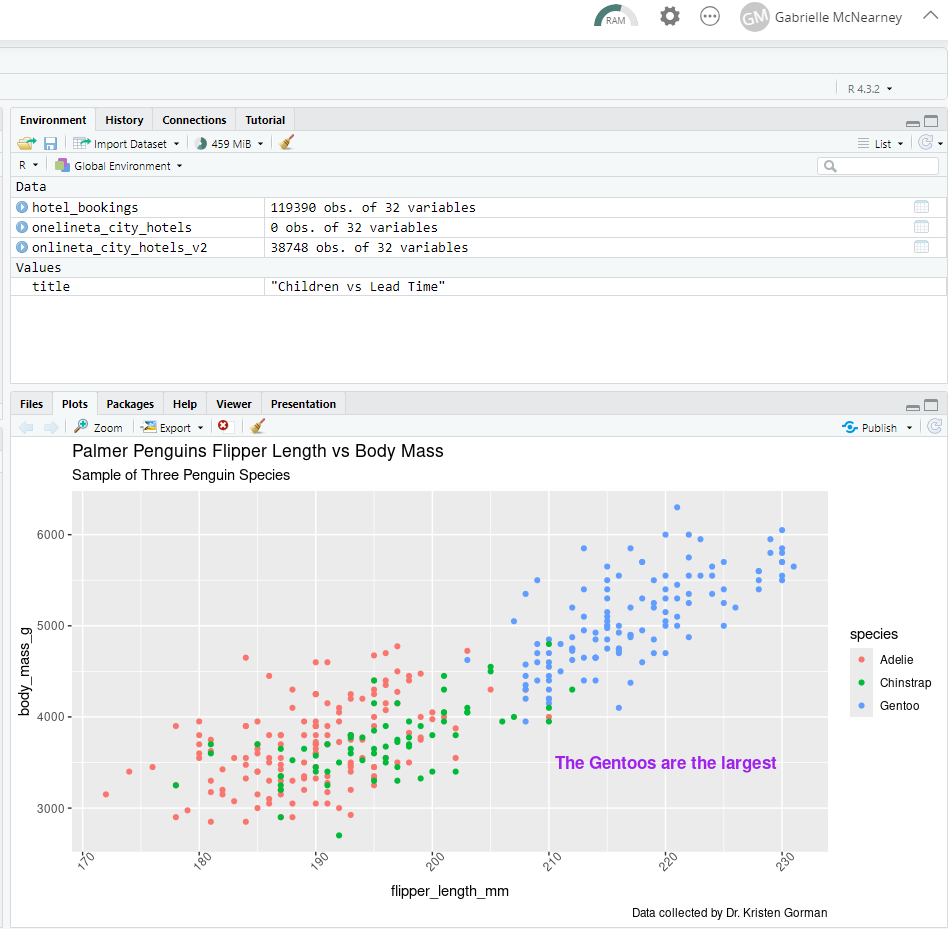 RAM
GM Gabrielle McNearney
R 4.3.2
Environment History Connections Tutorial
Import Dataset 459 MiB List
R Global Environment
Data
hotel_bookings 119390 obs. of 32 variables
onelineta_city_hotels 0 obs. of 32 variables
onlineta_city_hotels_v2 38748 obs. of 32 variables
Values
title "Children vs Lead Time"
Files Plots Packages Help Viewer Presentation
Zoom Export Publish
Palmer Penguins Flipper Length vs Body Mass
Sample of Three Penguin Species
6000
5000
4000
3000
body_mass_g
species
Adelie
Chinstrap
Gentoo
The Gentoos are the largest
170 180 190 200 210 220 230
flipper_length_mm
Data collected by Dr. Kristen Gorman